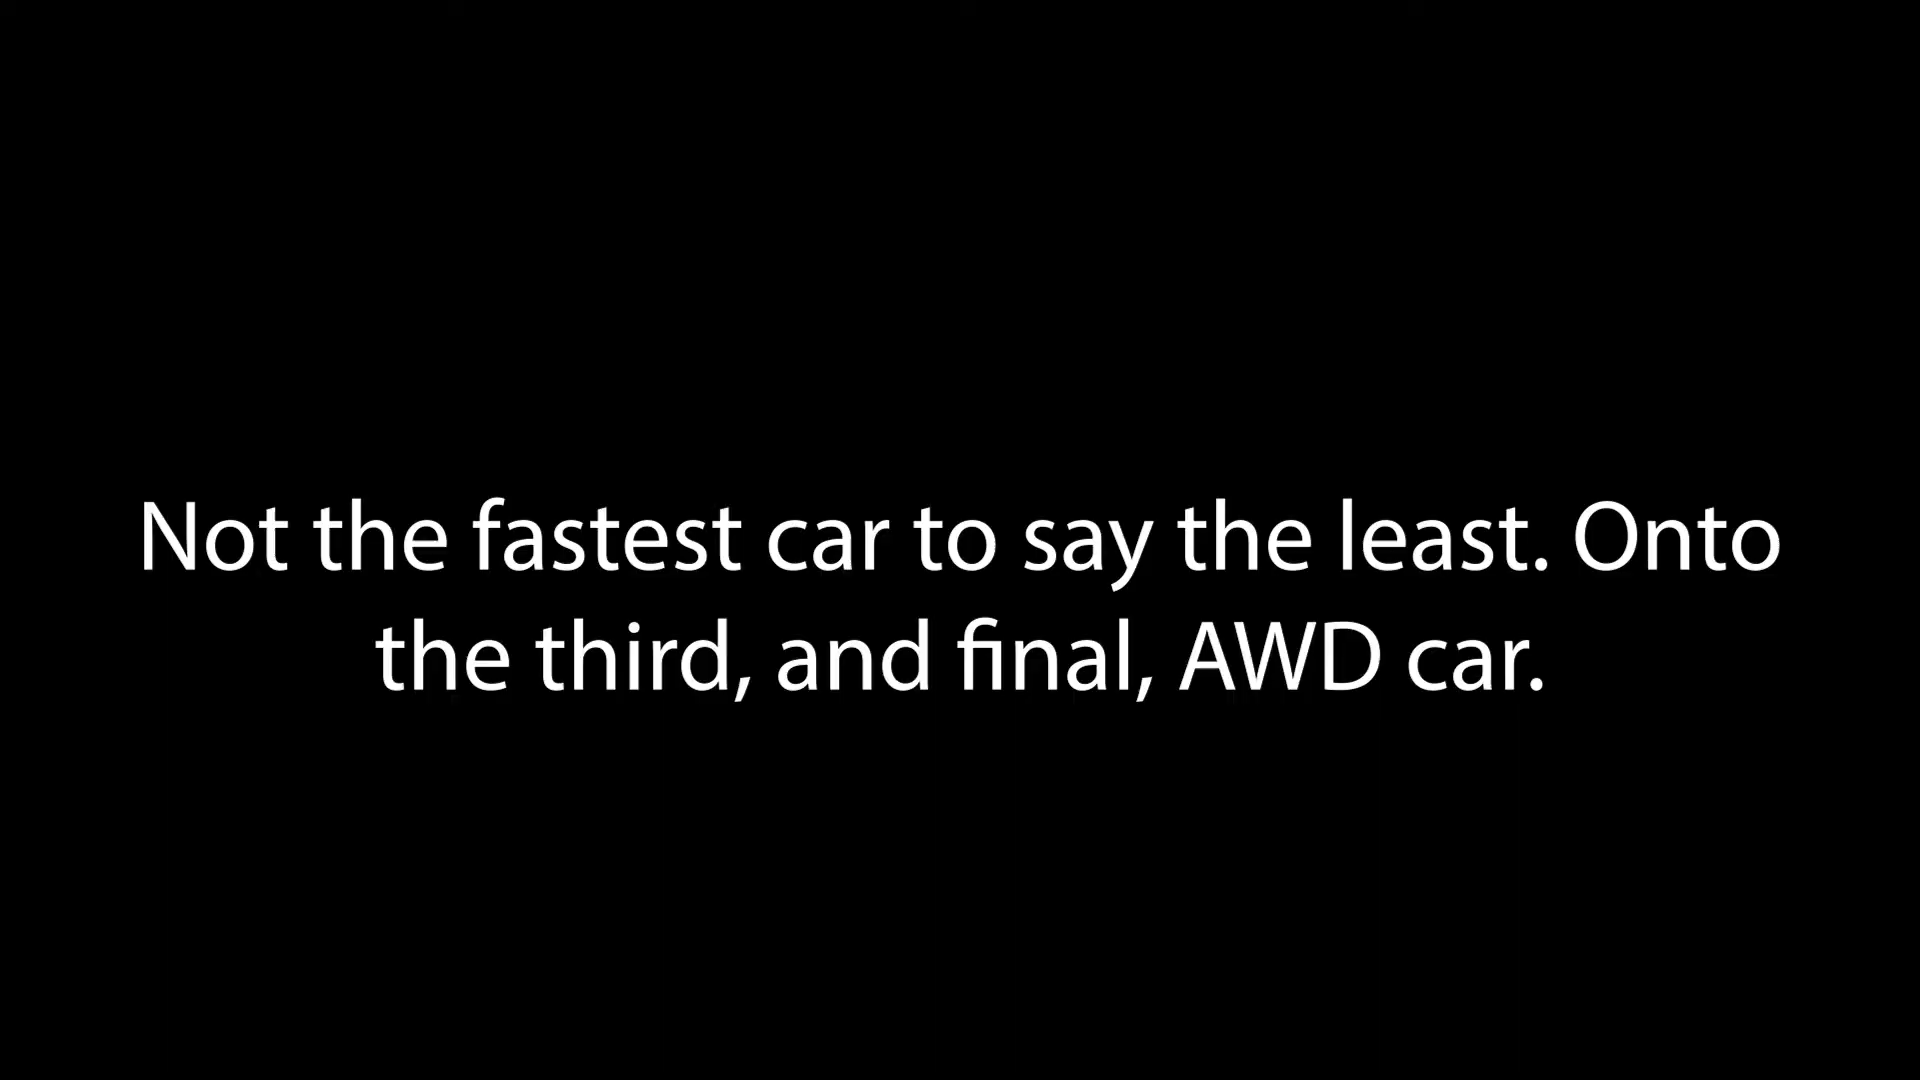 Not the fastest car to say the least. Onto
the third, and final, AWD car.